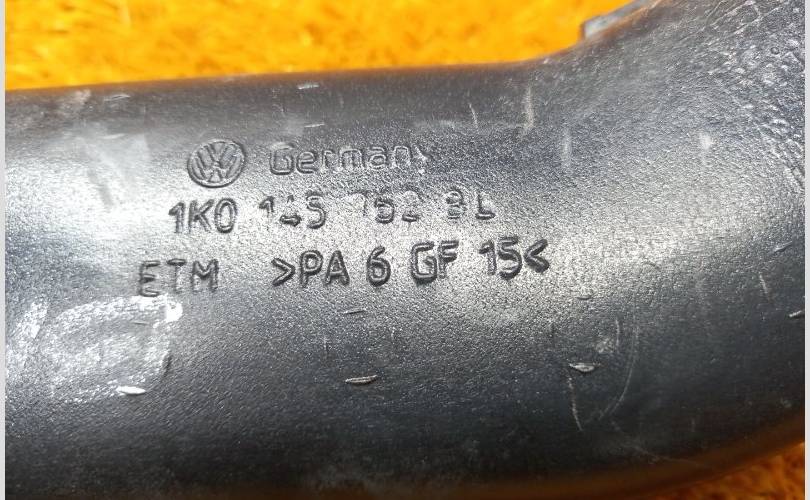 Germany
1K0 145 762 BL
ETM >PA 6 GF 15<